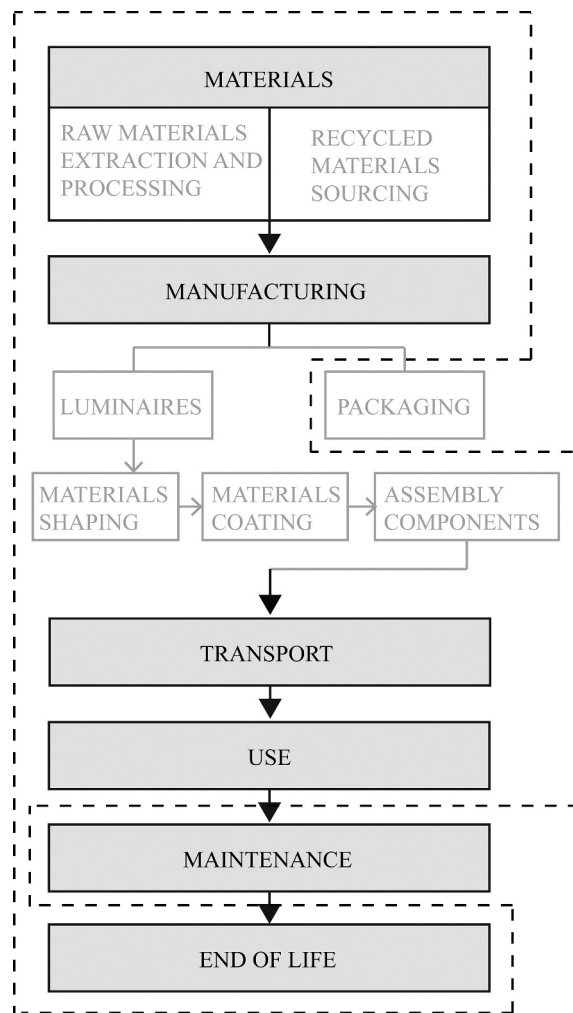 MATERIALS
RAW MATERIALS
EXTRACTION AND
PROCESSING
RECYCLED
MATERIALS
SOURCING
MANUFACTURING
LUMINAIRES
PACKAGING
MATERIALS
SHAPING
MATERIALS
COATING
ASSEMBLY
COMPONENTS
TRANSPORT
USE
MAINTENANCE
END OF LIFE